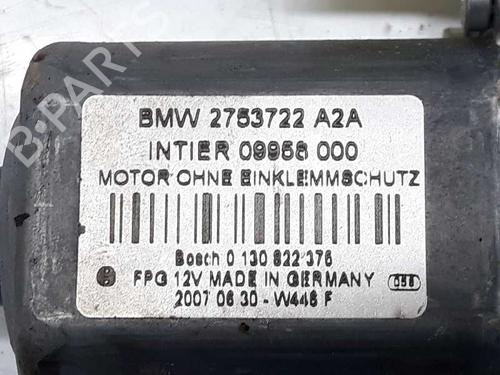 BMW 2753722 A2A
INTIER 09958 000
MOTOR OHNE EINKLEMMSCHUTZ
Bosch 0 130 822 376
FPG 12V MADE IN GERMANY
2007 06 30 - W446 F
B-PARTS